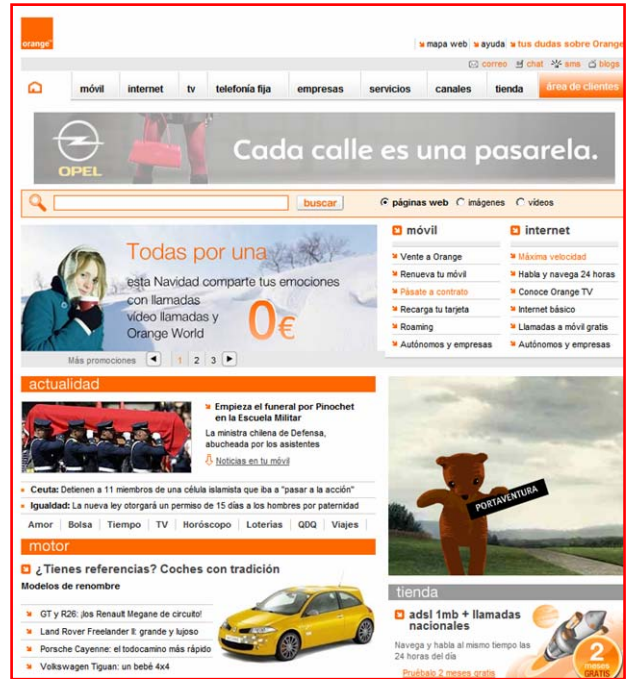 orange™
mapa web ayuda tus dudas sobre Orange
correo chat sms blogs
móvil internet tv telefonía fija empresas servicios canales tienda área de clientes
OPEL
Cada calle es una pasarela.
buscar páginas web imágenes vídeos
Todas por una
esta Navidad comparte tus emociones
con llamadas
vídeo llamadas y
Orange World
0€
Más promociones 1 2 3
móvil
Vente a Orange
Renueva tu móvil
Pásate a contrato
Recarga tu tarjeta
Roaming
Autónomos y empresas
internet
Máxima velocidad
Habla y navega 24 horas
Conoce Orange TV
Internet básico
Llamadas a móvil gratis
Autónomos y empresas
actualidad
Empieza el funeral por Pinochet
en la Escuela Militar
La ministra chilena de Defensa,
abucheada por los asistentes
Noticias en tu móvil
Ceuta: Detienen a 11 miembros de una célula islamista que iba a "pasar a la acción"
Igualdad: La nueva ley otorgará un permiso de 15 días a los hombres por paternidad
Amor Bolsa Tiempo TV Horóscopo Loterías QDQ Viajes
PORTAVENTURA
motor
¿Tienes referencias? Coches con tradición
Modelos de renombre
GT y R26: ¡los Renault Megane de circuito!
Land Rover Freelander II: grande y lujoso
Porsche Cayenne: el todocamino más rápido
Volkswagen Tiguan: un bebé 4x4
tienda
adsl 1mb + llamadas
nacionales
Navega y habla al mismo tiempo las
24 horas del día
Pruébalo 2 meses gratis
2
meses
GRATIS